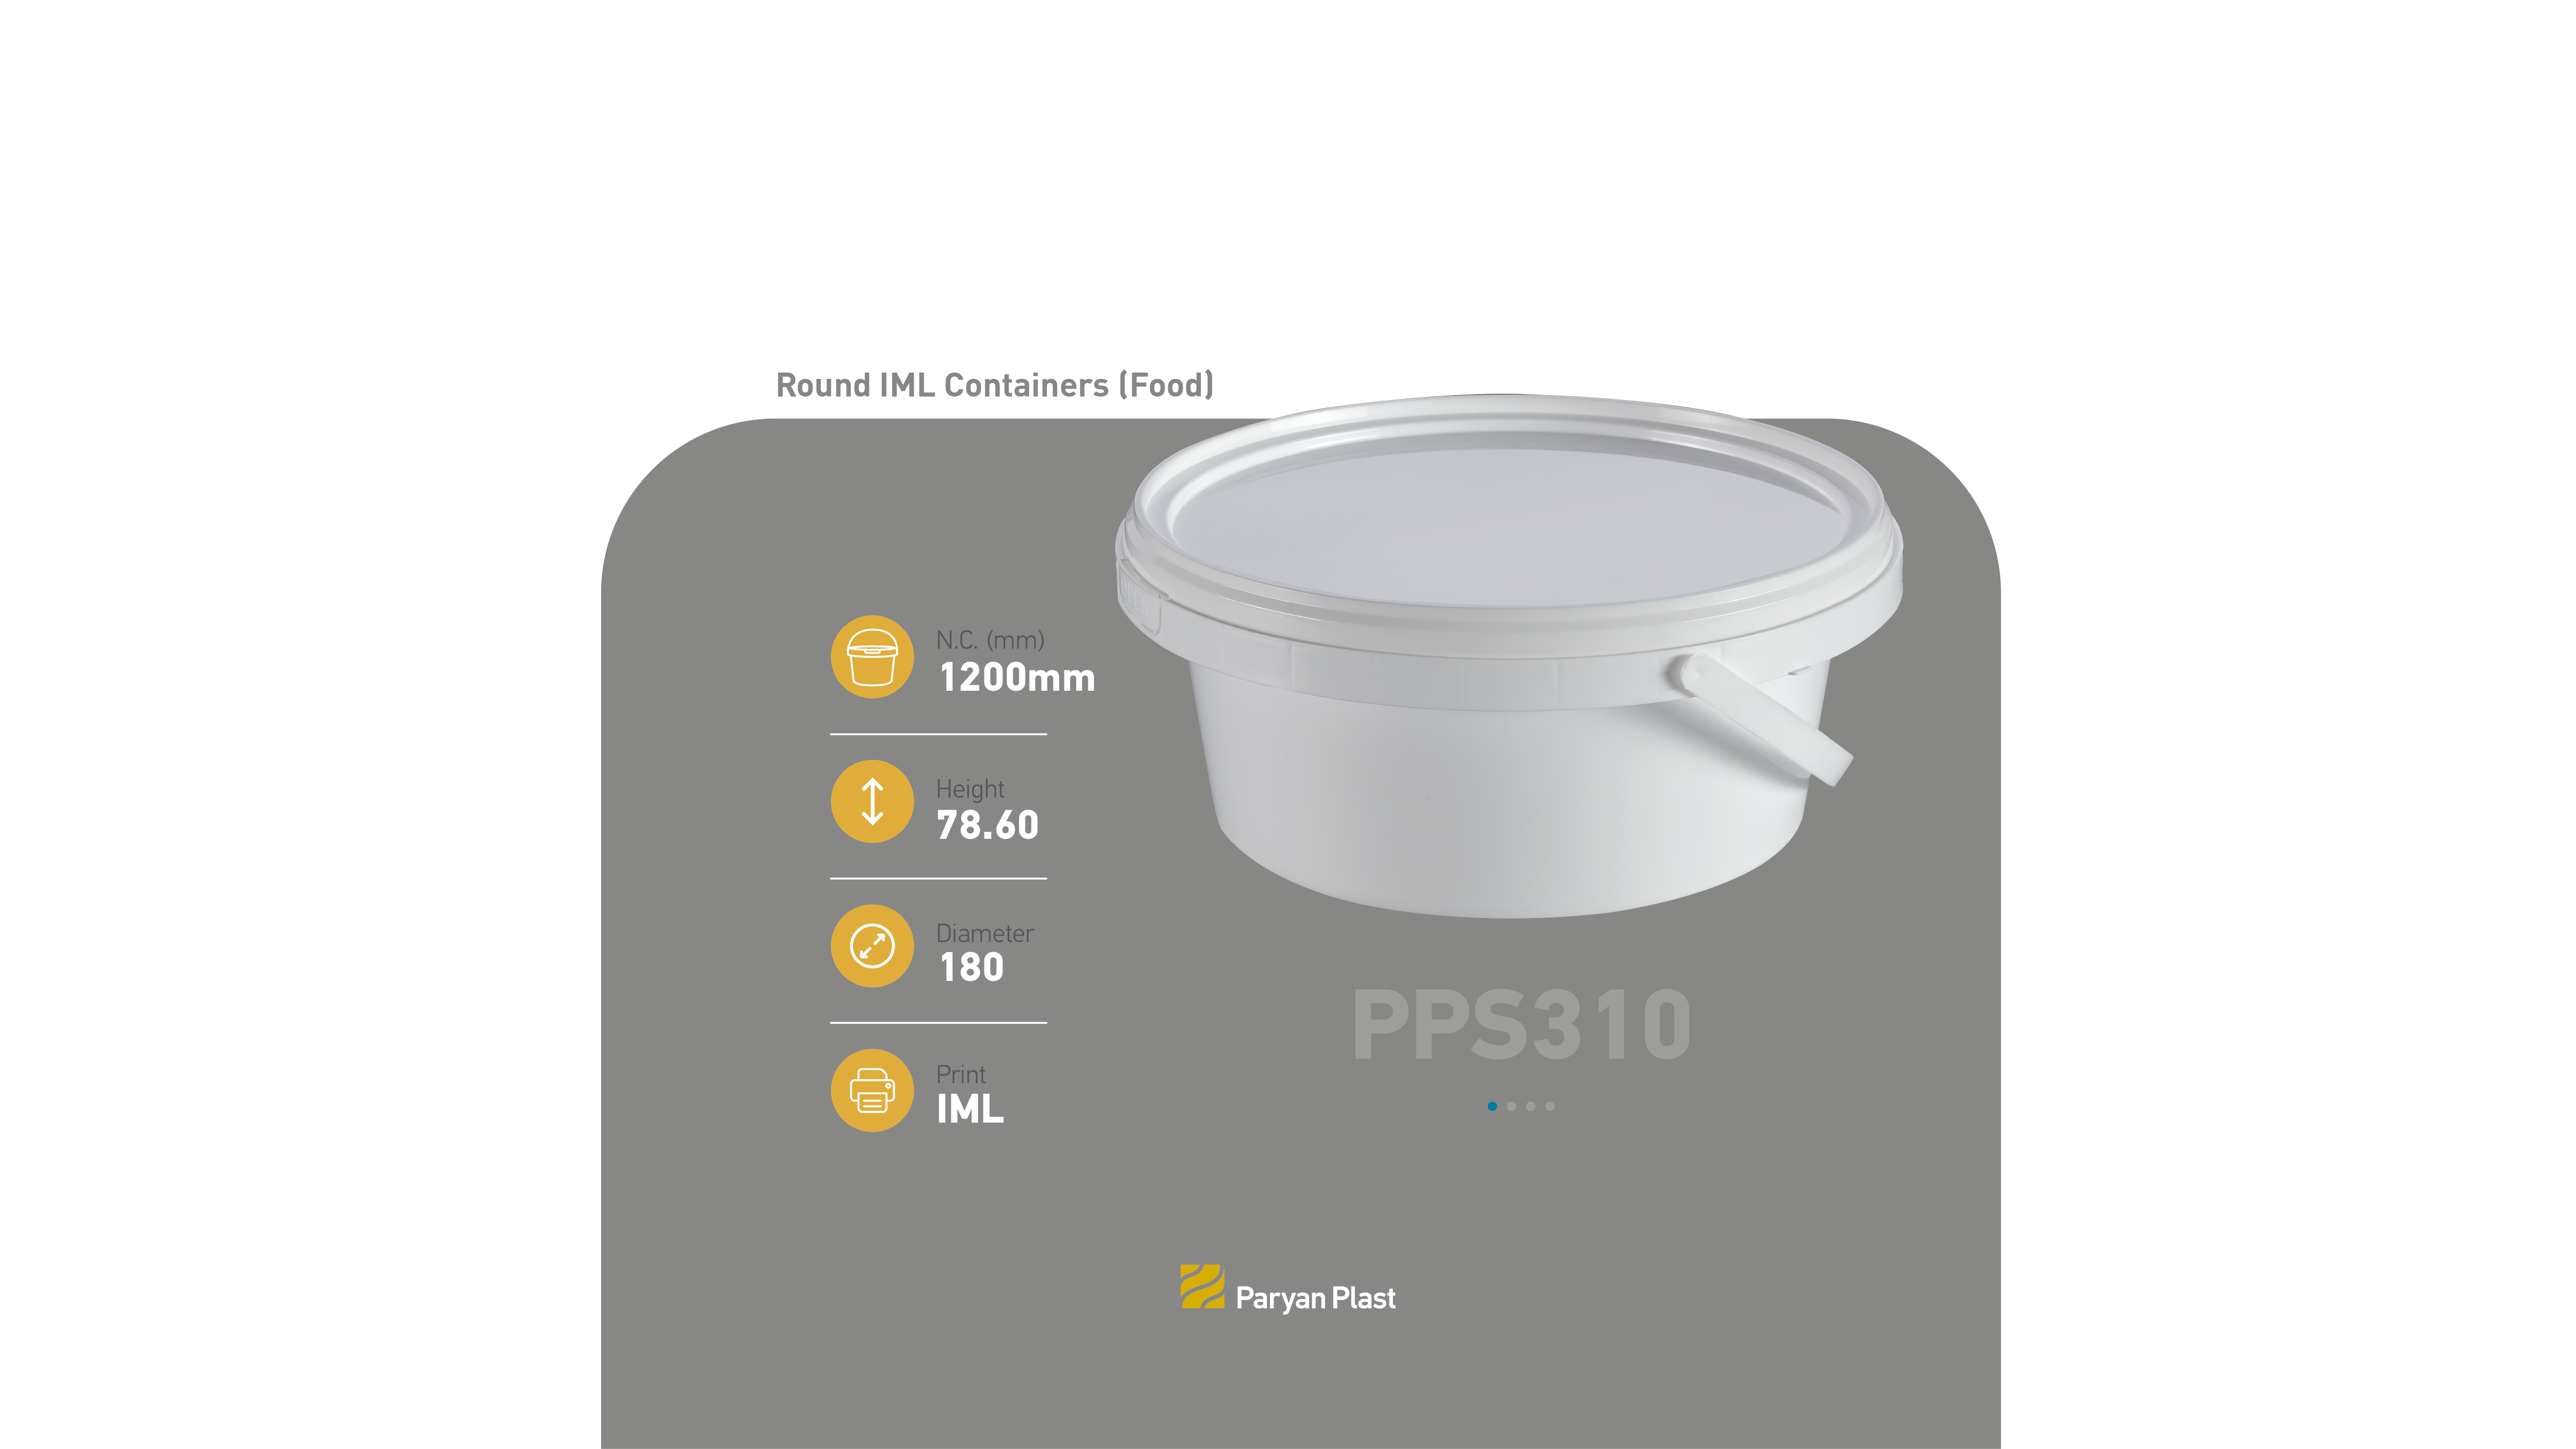 Round IML Containers (Food)
N.C. (mm)
1200mm
Height
78.60
Diameter
180
Print
IML
PPS310
Paryan Plast